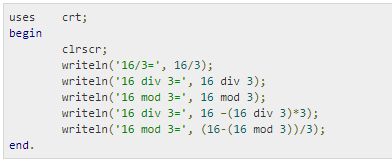 uses    crt;
begin
        clrscr;
        writeln('16/3=', 16/3);
        writeln('16 div 3=', 16 div 3);
        writeln('16 mod 3=', 16 mod 3);
        writeln('16 div 3=', 16 –(16 div 3)*3);
        writeln('16 mod 3=', (16-(16 mod 3))/3);
end.